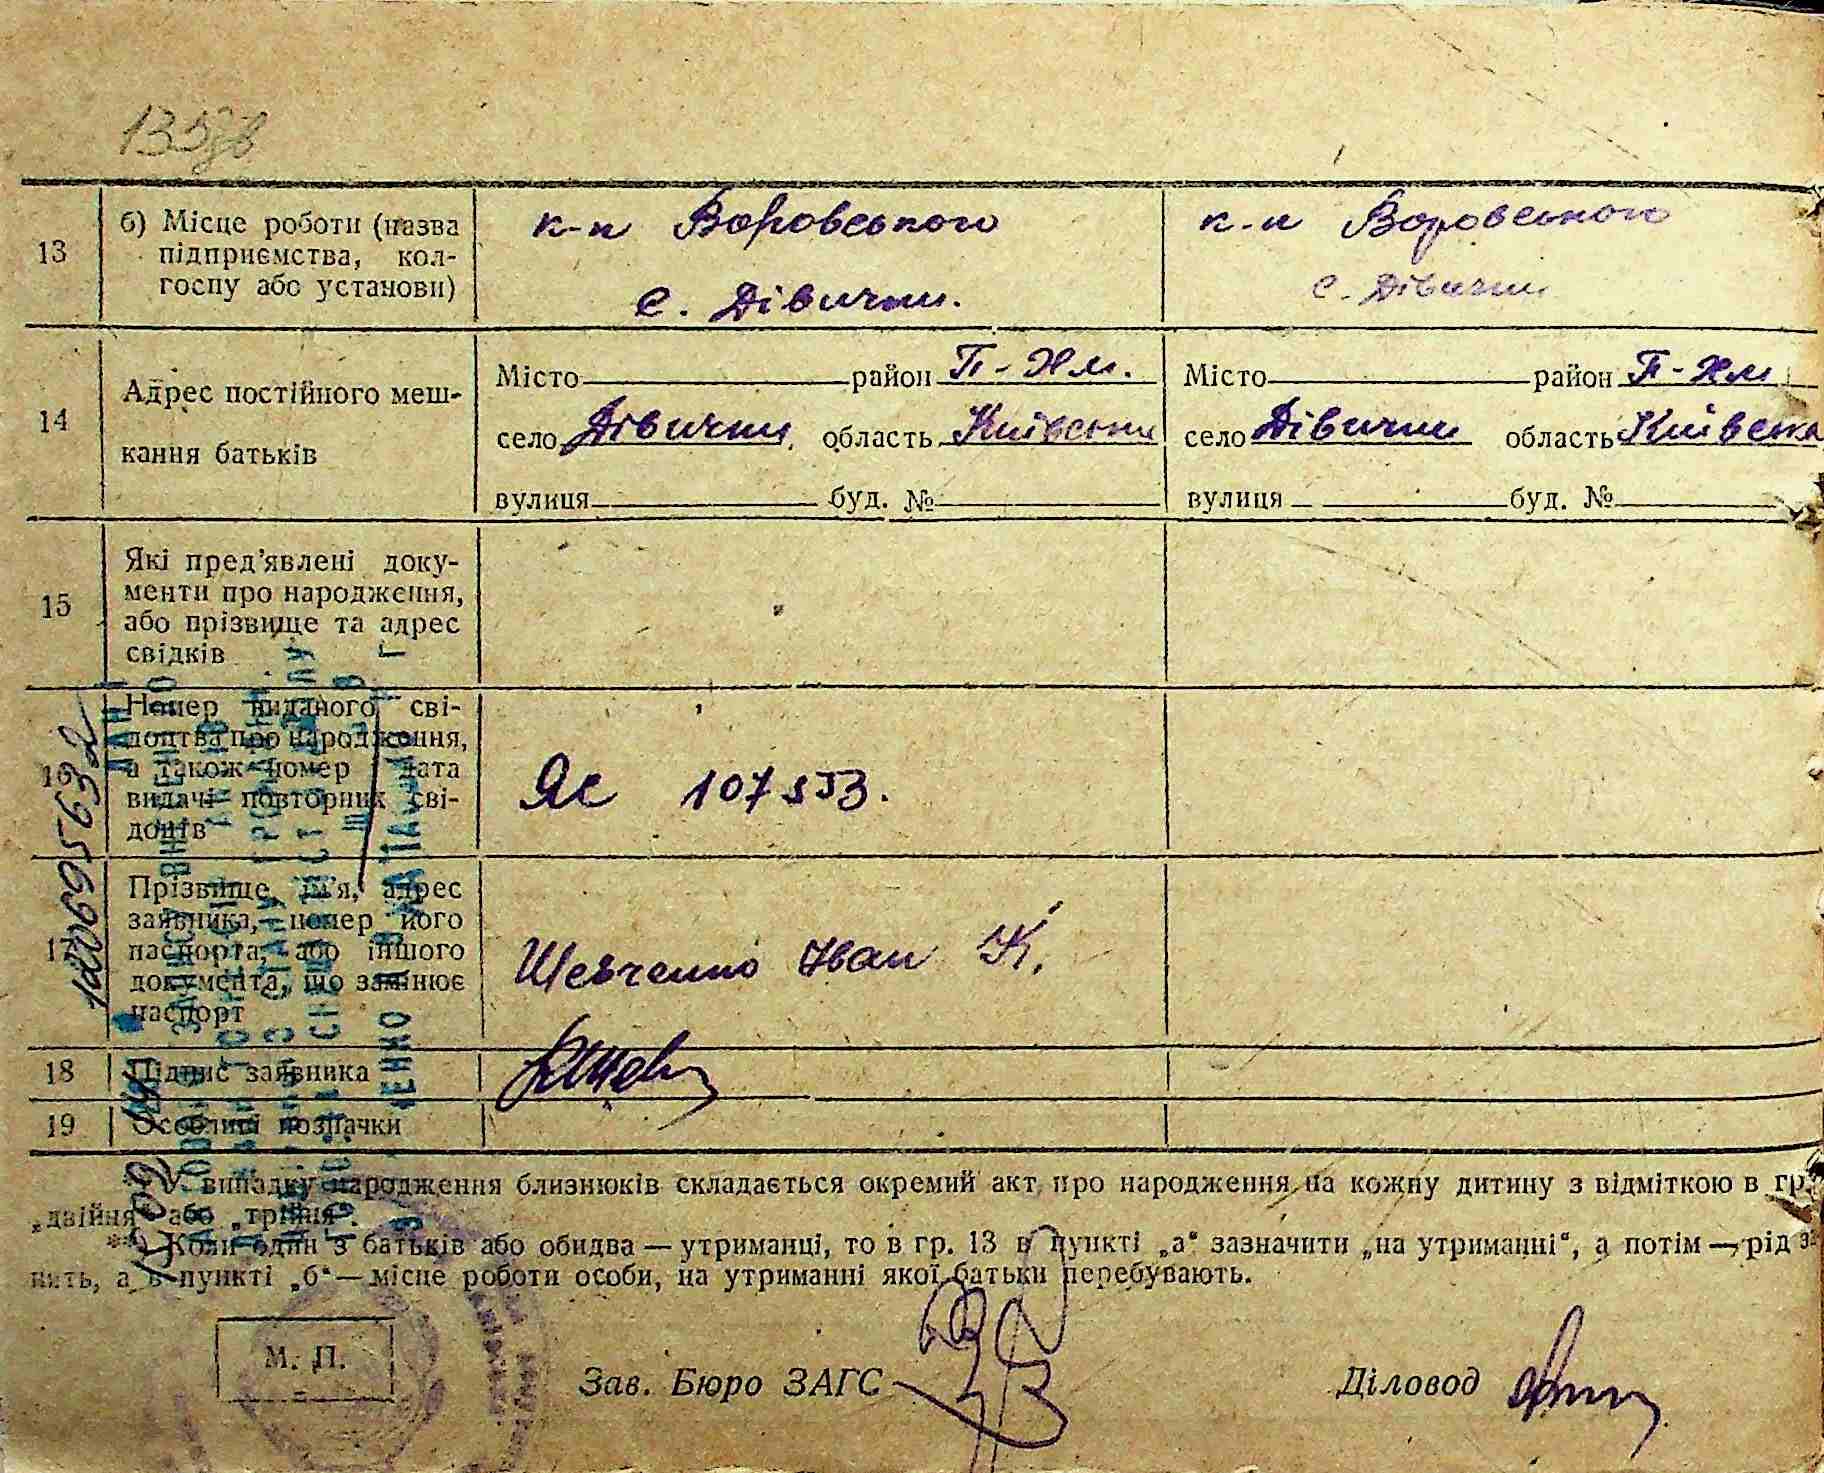 135зв
13
б) Місце роботи (назва
підприємства, кол-
госпу або установи)
к-п Воровського
с. Дівички.
к-п Воровського
с. Дівички
14
Адрес постійного меш-
кання батьків
Місто район П-Хм.
село Дівички, область Київська
вулиця буд. №
Місто район П-Хм
село Дівички область Київська
вулиця буд. №
15
Які пред’явлені доку-
менти про народження,
або прізвище та адрес
свідків
16
Номер виданого сві-
доцтва про народження,
а також номер дата
видачі повторних сві-
доцтв
Яс 107553.
17
Прізвище, ім’я, адрес
заявника, номер його
паспорта, або іншого
документа, що замінює
паспорт
Шевченко Іван К.
18
Підпис заявника
19
Особливі позначки
*) У випадку народження близнюків складається окремий акт про народження на кожну дитину з відміткою в гр.
„двійня“ або „трійня“.
**) Коли один з батьків або обидва — утриманці, то в гр. 13 в пункті „а“ зазначити „на утриманні“, а потім — рід за-
нять, а в пункті „б“ — місце роботи особи, на утриманні якої батьки перебувають.
М. П.
Зав. Бюро ЗАГС
Діловод